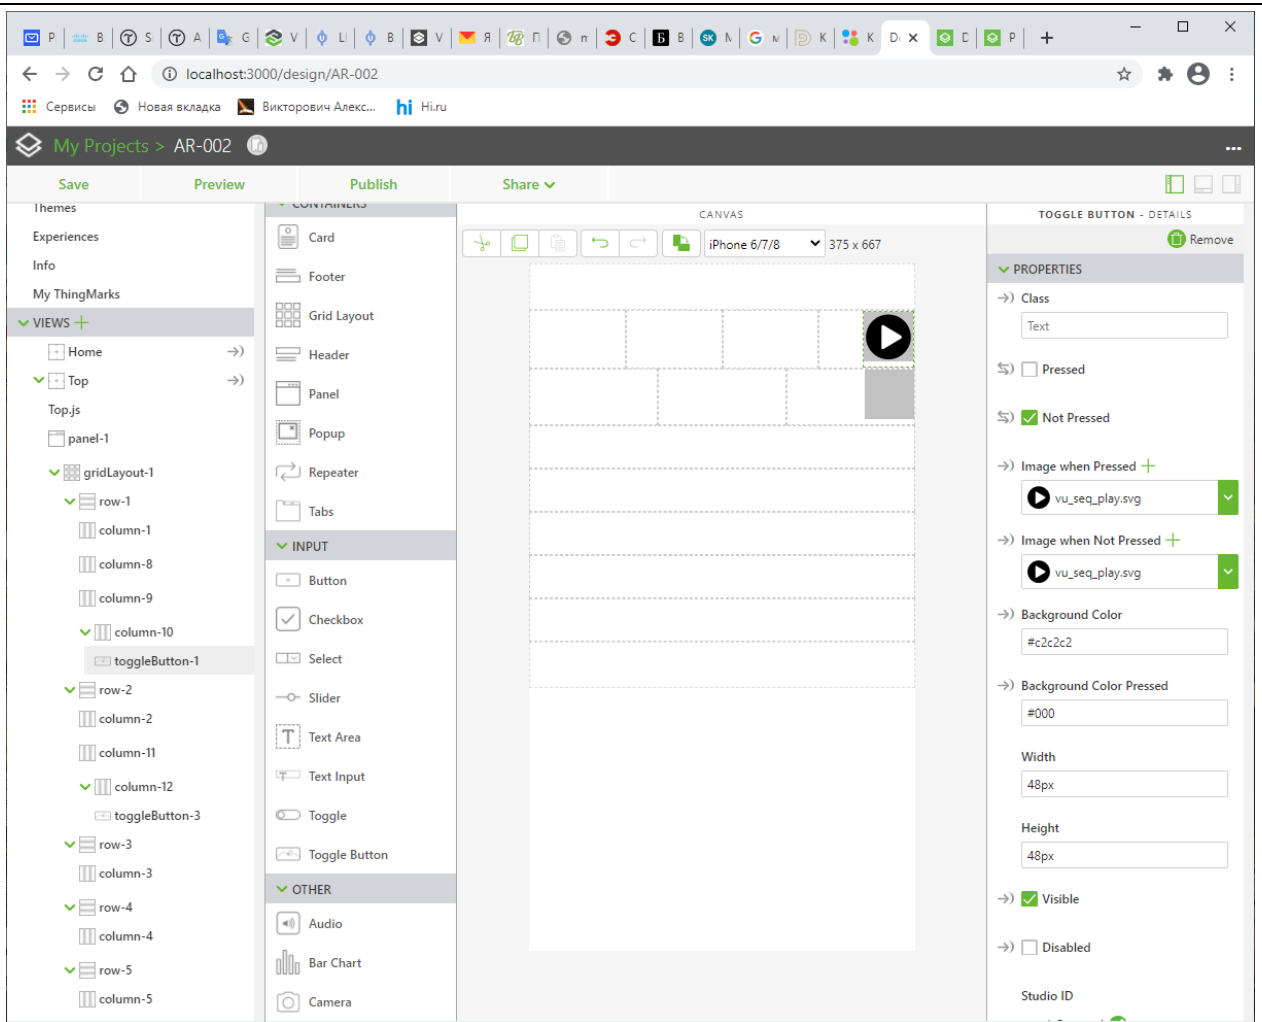 P B S A G V U B V Я П m С В N м K K D П P
localhost:3000/design/AR-002
Сервисы Новая вкладка Викторович Алекс... hi Hi.ru
My Projects > AR-002
Save Preview Publish Share
Themes
Experiences
Info
My ThingMarks
VIEWS
Home
Top
Top.js
panel-1
gridLayout-1
row-1
column-1
column-8
column-9
column-10
toggleButton-1
row-2
column-2
column-11
column-12
toggleButton-3
row-3
column-3
row-4
column-4
row-5
column-5
CONTAINERS
Card
Footer
Grid Layout
Header
Panel
Popup
Repeater
Tabs
INPUT
Button
Checkbox
Select
Slider
Text Area
Text Input
Toggle
Toggle Button
OTHER
Audio
Bar Chart
Camera
CANVAS
iPhone 6/7/8 375 x 667
TOGGLE BUTTON - DETAILS
Remove
PROPERTIES
Class
Text
Pressed
Not Pressed
Image when Pressed
vu_seq_play.svg
Image when Not Pressed
vu_seq_play.svg
Background Color
#c2c2c2
Background Color Pressed
#000
Width
48px
Height
48px
Visible
Disabled
Studio ID